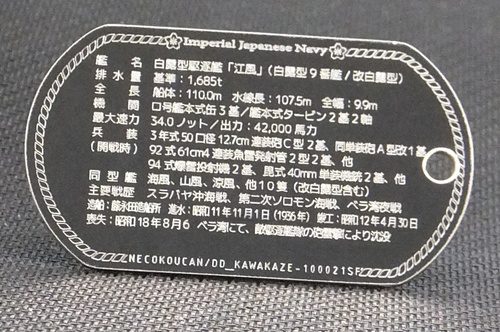 Imperial Japanese Navy
艦 名 白露型駆逐艦「江風」(白露型9番艦/改白露型)
排水量 基準:1,685t
全 長 船体:110.0m 水線長:107.5m 全幅:9.9m
機 関 ロ号艦本式缶3基/艦本式タービン2基2軸
最大速力 34.0ノット/出力:42,000馬力
兵 装 3年式50口径12.7cm連装砲C型2基、同単装砲A型改1基
(開戦時) 92式61cm4連装魚雷発射管2型2基、他
94式爆雷投射機2基、毘式40mm単装機銃2基、他
同型艦 海風、山風、涼風、他10隻(改白露型含む)
主要戦歴 スラバヤ沖海戦、第二次ソロモン海戦、ベラ湾夜戦
造船:藤永田造船所 進水:昭和11年11月1日(1936年) 竣工:昭和12年4月30日
喪失:昭和18年8月6 ベラ湾にて、敵駆逐艦隊の砲雷撃により沈没
NECOKOUCAN/DD_KAWAKAZE-100021SF